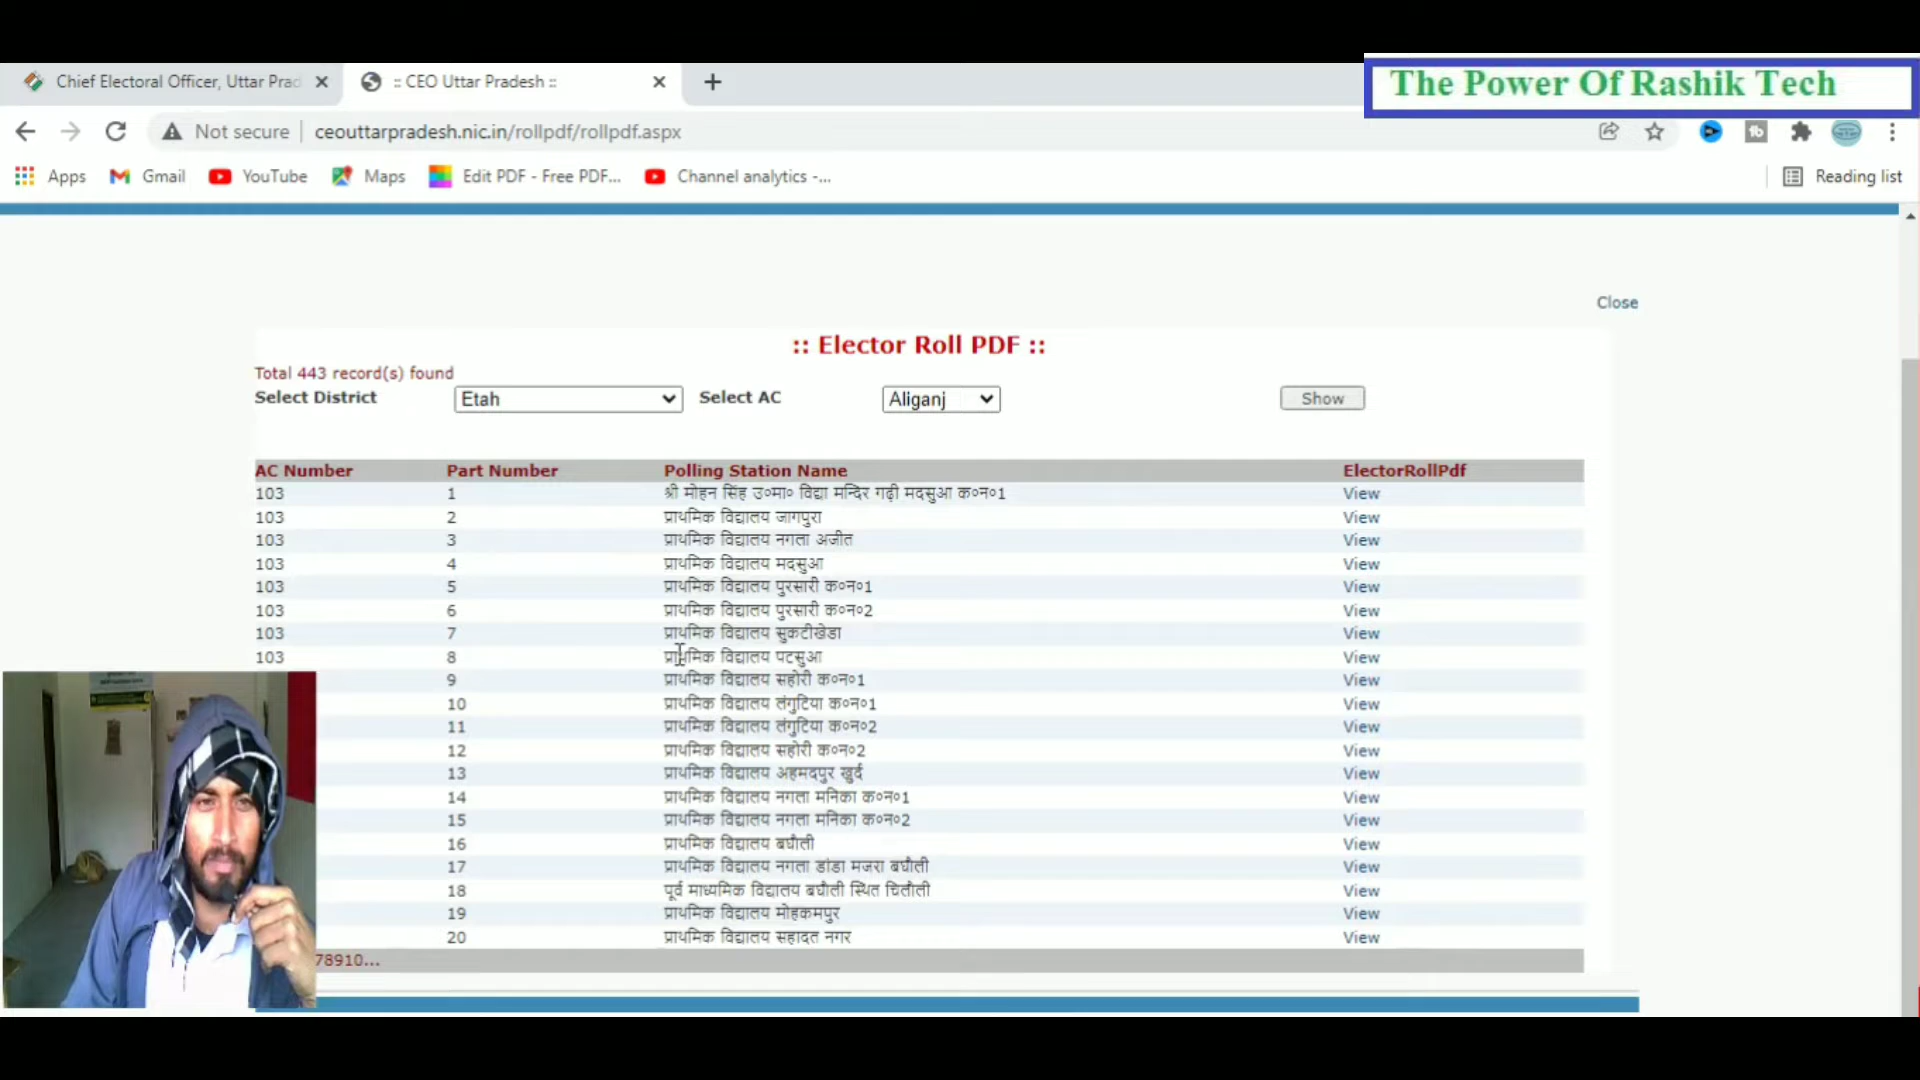 Chief Electoral Officer, Uttar Prad
:: CEO Uttar Pradesh ::
The Power Of Rashik Tech
Not secure
ceouttarpradesh.nic.in/rollpdf/rollpdf.aspx
Apps
Gmail
YouTube
Maps
Edit PDF - Free PDF...
Channel analytics -...
Reading list
Close
:: Elector Roll PDF ::
Total 443 record(s) found
Select District Etah Select AC Aliganj Show
AC Number Part Number Polling Station Name ElectorRollPdf
103 1 श्री मोहन सिंह उ०मा० विद्या मन्दिर गढ़ी मदसुआ क०न०1 View
103 2 प्राथमिक विद्यालय जागपुरा View
103 3 प्राथमिक विद्यालय नगला अजीत View
103 4 प्राथमिक विद्यालय मदसुआ View
103 5 प्राथमिक विद्यालय पुरसारी क०न०1 View
103 6 प्राथमिक विद्यालय पुरसारी क०न०2 View
103 7 प्राथमिक विद्यालय सुकटीखेडा View
103 8 प्राथमिक विद्यालय पटसुआ View
9 प्राथमिक विद्यालय सहोरी क०न०1 View
10 प्राथमिक विद्यालय लंगुटिया क०न०1 View
11 प्राथमिक विद्यालय लंगुटिया क०न०2 View
12 प्राथमिक विद्यालय सहोरी क०न०2 View
13 प्राथमिक विद्यालय अहमदपुर खुर्द View
14 प्राथमिक विद्यालय नगला मनिका क०न०1 View
15 प्राथमिक विद्यालय नगला मनिका क०न०2 View
16 प्राथमिक विद्यालय बघौली View
17 प्राथमिक विद्यालय नगला डांडा मजरा बघौली View
18 पूर्व माध्यमिक विद्यालय बघौली स्थित चिलौली View
19 प्राथमिक विद्यालय मोहकमपुर View
20 प्राथमिक विद्यालय सहादत नगर View
78910...